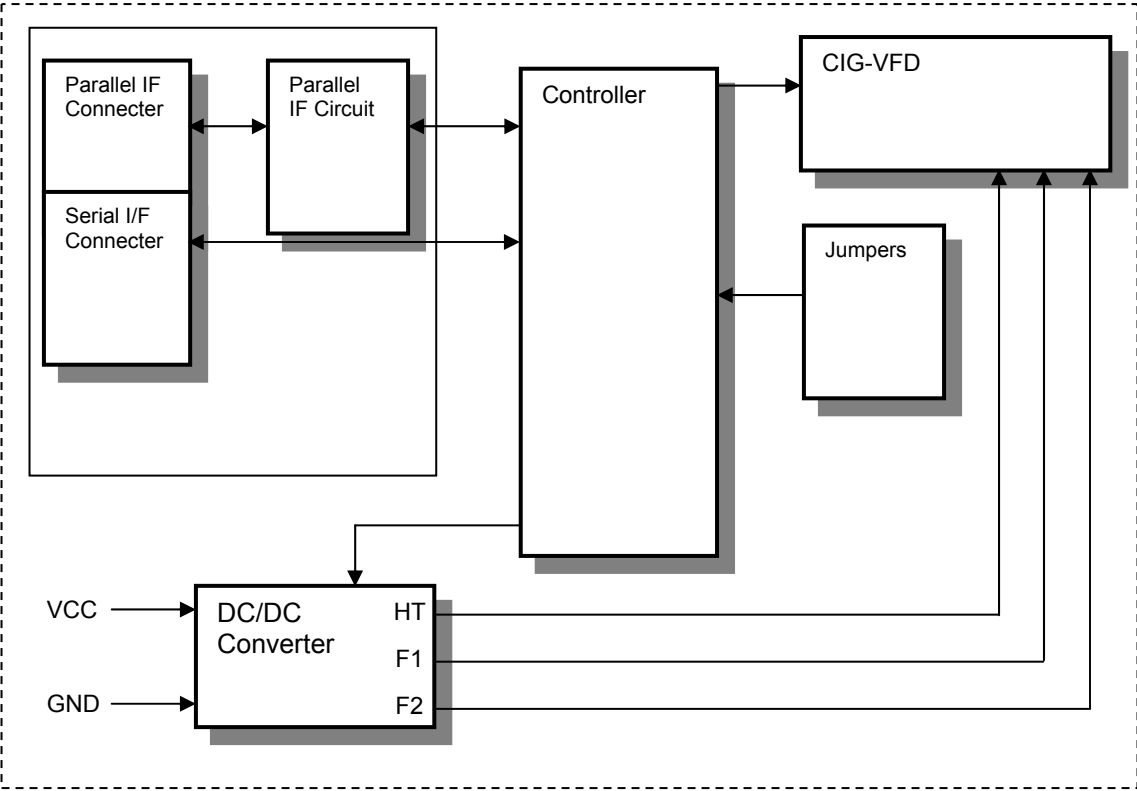 Parallel IF
Connecter
Parallel
IF Circuit
Controller
CIG-VFD
Serial I/F
Connecter
Jumpers
VCC
GND
DC/DC
Converter
HT
F1
F2